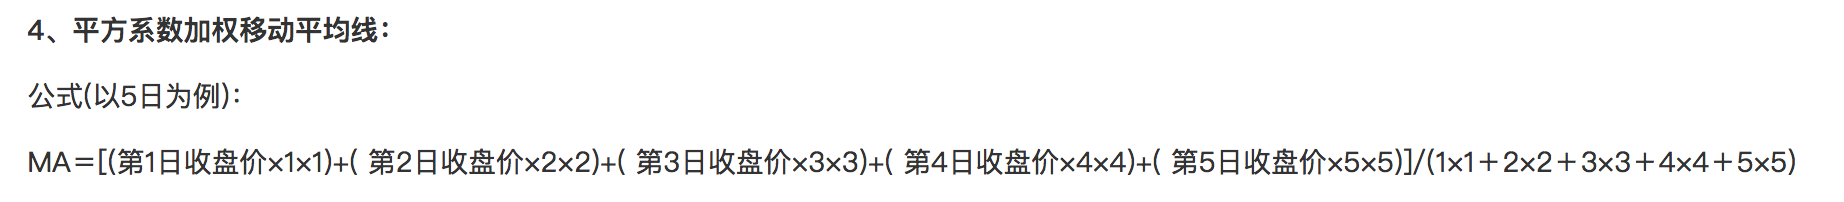 4、平方系数加权移动平均线：
公式(以5日为例)：
MA＝[(第1日收盘价×1×1)+( 第2日收盘价×2×2)+( 第3日收盘价×3×3)+( 第4日收盘价×4×4)+( 第5日收盘价×5×5)]/(1×1＋2×2＋3×3＋4×4＋5×5)